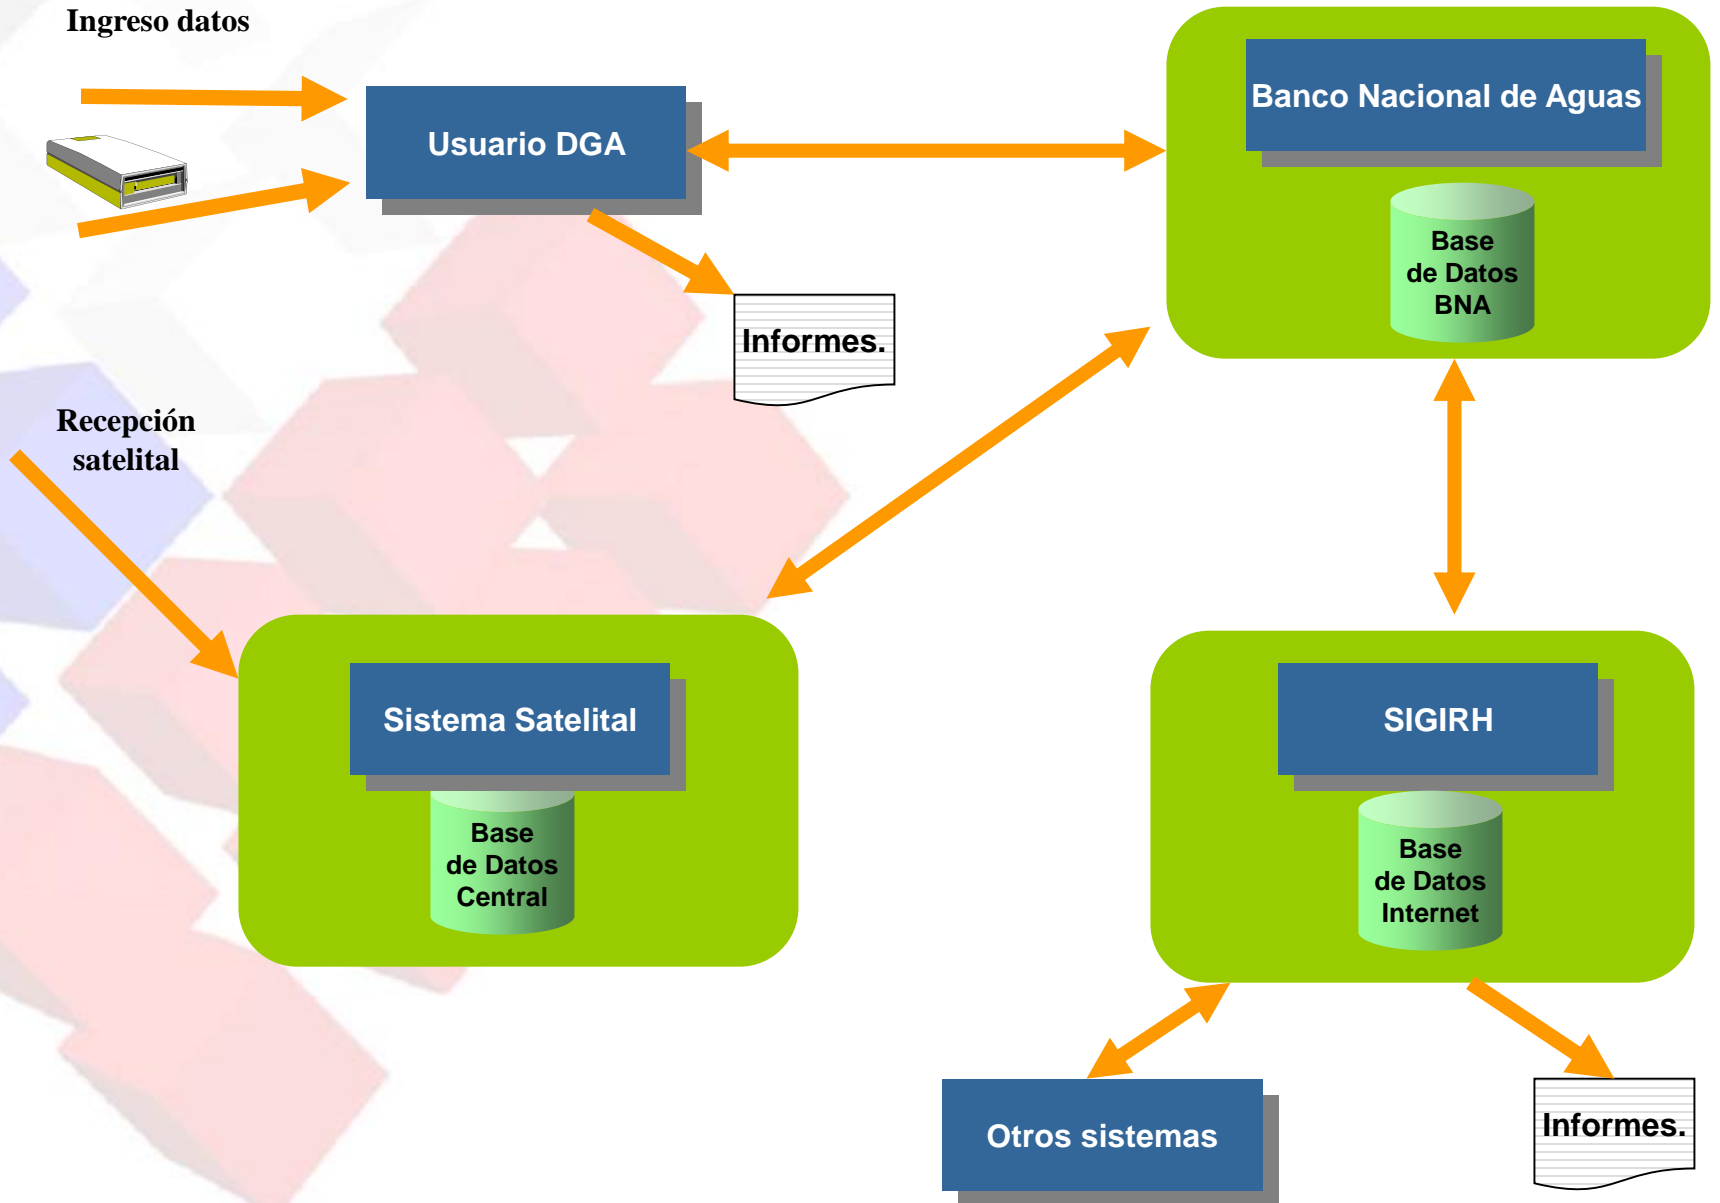 Ingreso datos
Banco Nacional de Aguas
Usuario DGA
Base
de Datos
BNA
Informes.
Recepción
satelital
Sistema Satelital
SIGIRH
Base
de Datos
Central
Base
de Datos
Internet
Otros sistemas
Informes.